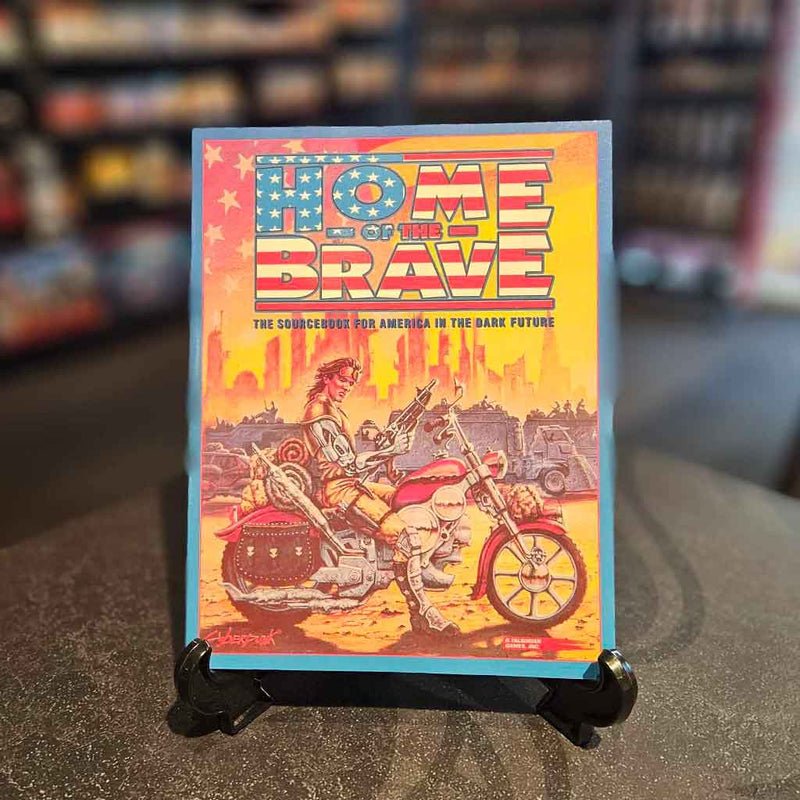 HOME
OF THE
BRAVE
THE SOURCEBOOK FOR AMERICA IN THE DARK FUTURE
Cyberpunk
R.TALSORIAN
GAMES, INC.